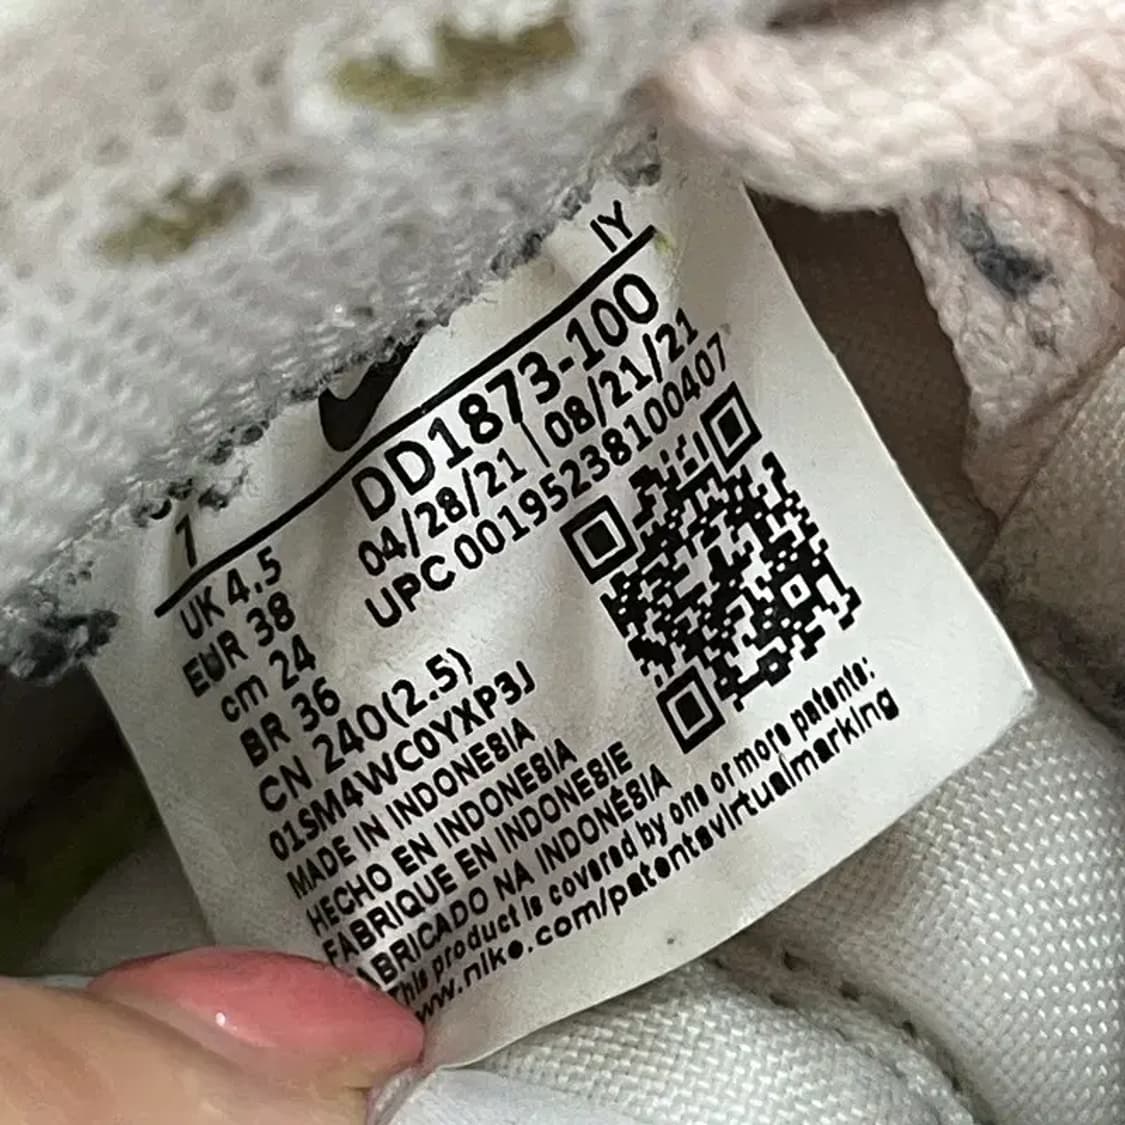 7 IY
UK 4.5 DD1873-100
EUR 38 04/28/21 | 08/21/21
cm 24 UPC 00195238100407
BR 36
CN 240(2.5)
01SM4WC0YXP3J
MADE IN INDONESIA
HECHO EN INDONESIA
FABRIQUE EN INDONESIE
FABRICADO NA INDONÉSIA
This product is covered by one or more patents:
www.nike.com/patentsvirtualmarking